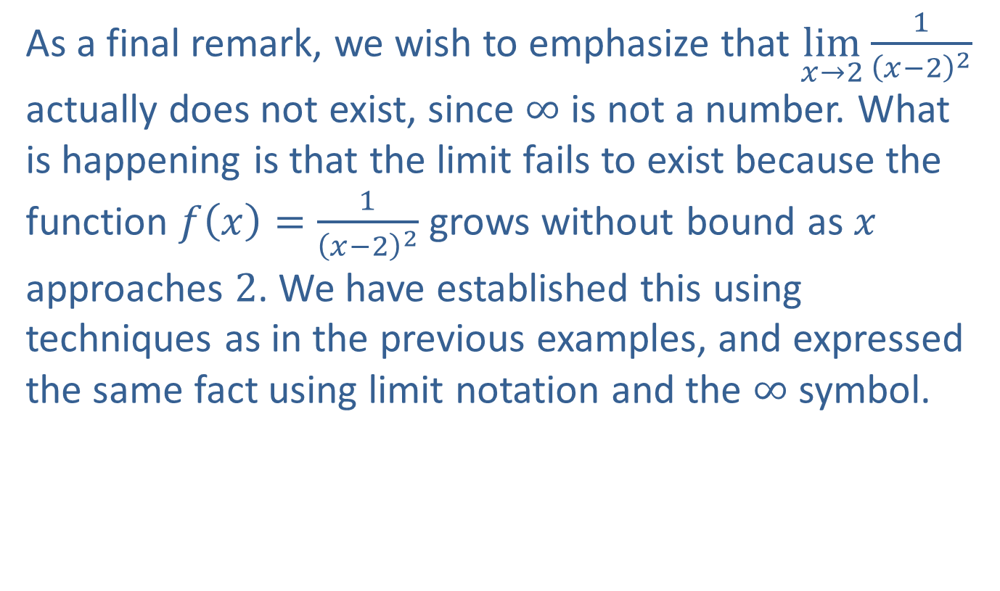 As a final remark, we wish to emphasize that $\lim_{x \to 2} \frac{1}{(x-2)^2}$
actually does not exist, since ∞ is not a number. What
is happening is that the limit fails to exist because the
function $f(x) = \frac{1}{(x-2)^2}$ grows without bound as $x$
approaches 2. We have established this using
techniques as in the previous examples, and expressed
the same fact using limit notation and the ∞ symbol.